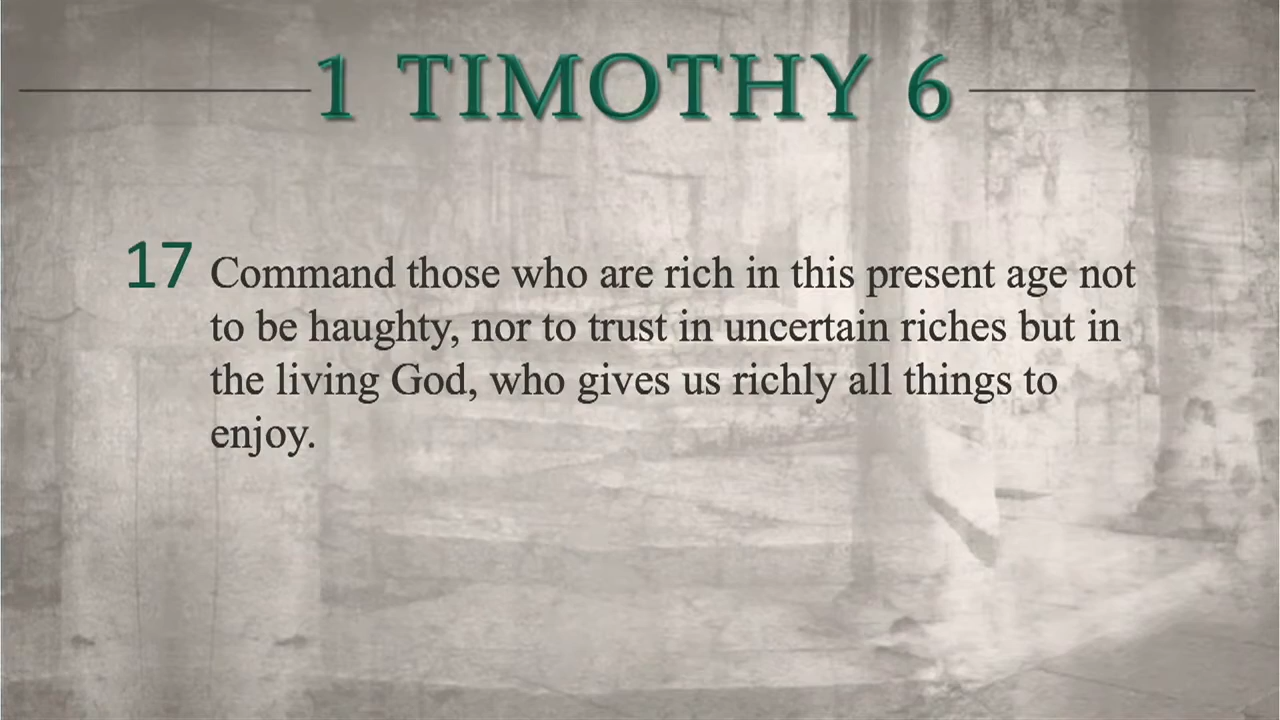 1 TIMOTHY 6
17 Command those who are rich in this present age not
to be haughty, nor to trust in uncertain riches but in
the living God, who gives us richly all things to
enjoy.